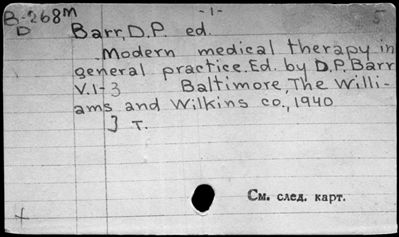 B-268м -1- 5
D
Barr, D.P. ed.
Modern medical therapy in
general practice. Ed. by D.P. Barr
V.1-3 Baltimore, The Willi-
ams and Wilkins co., 1940
3 т.
См. след. карт.